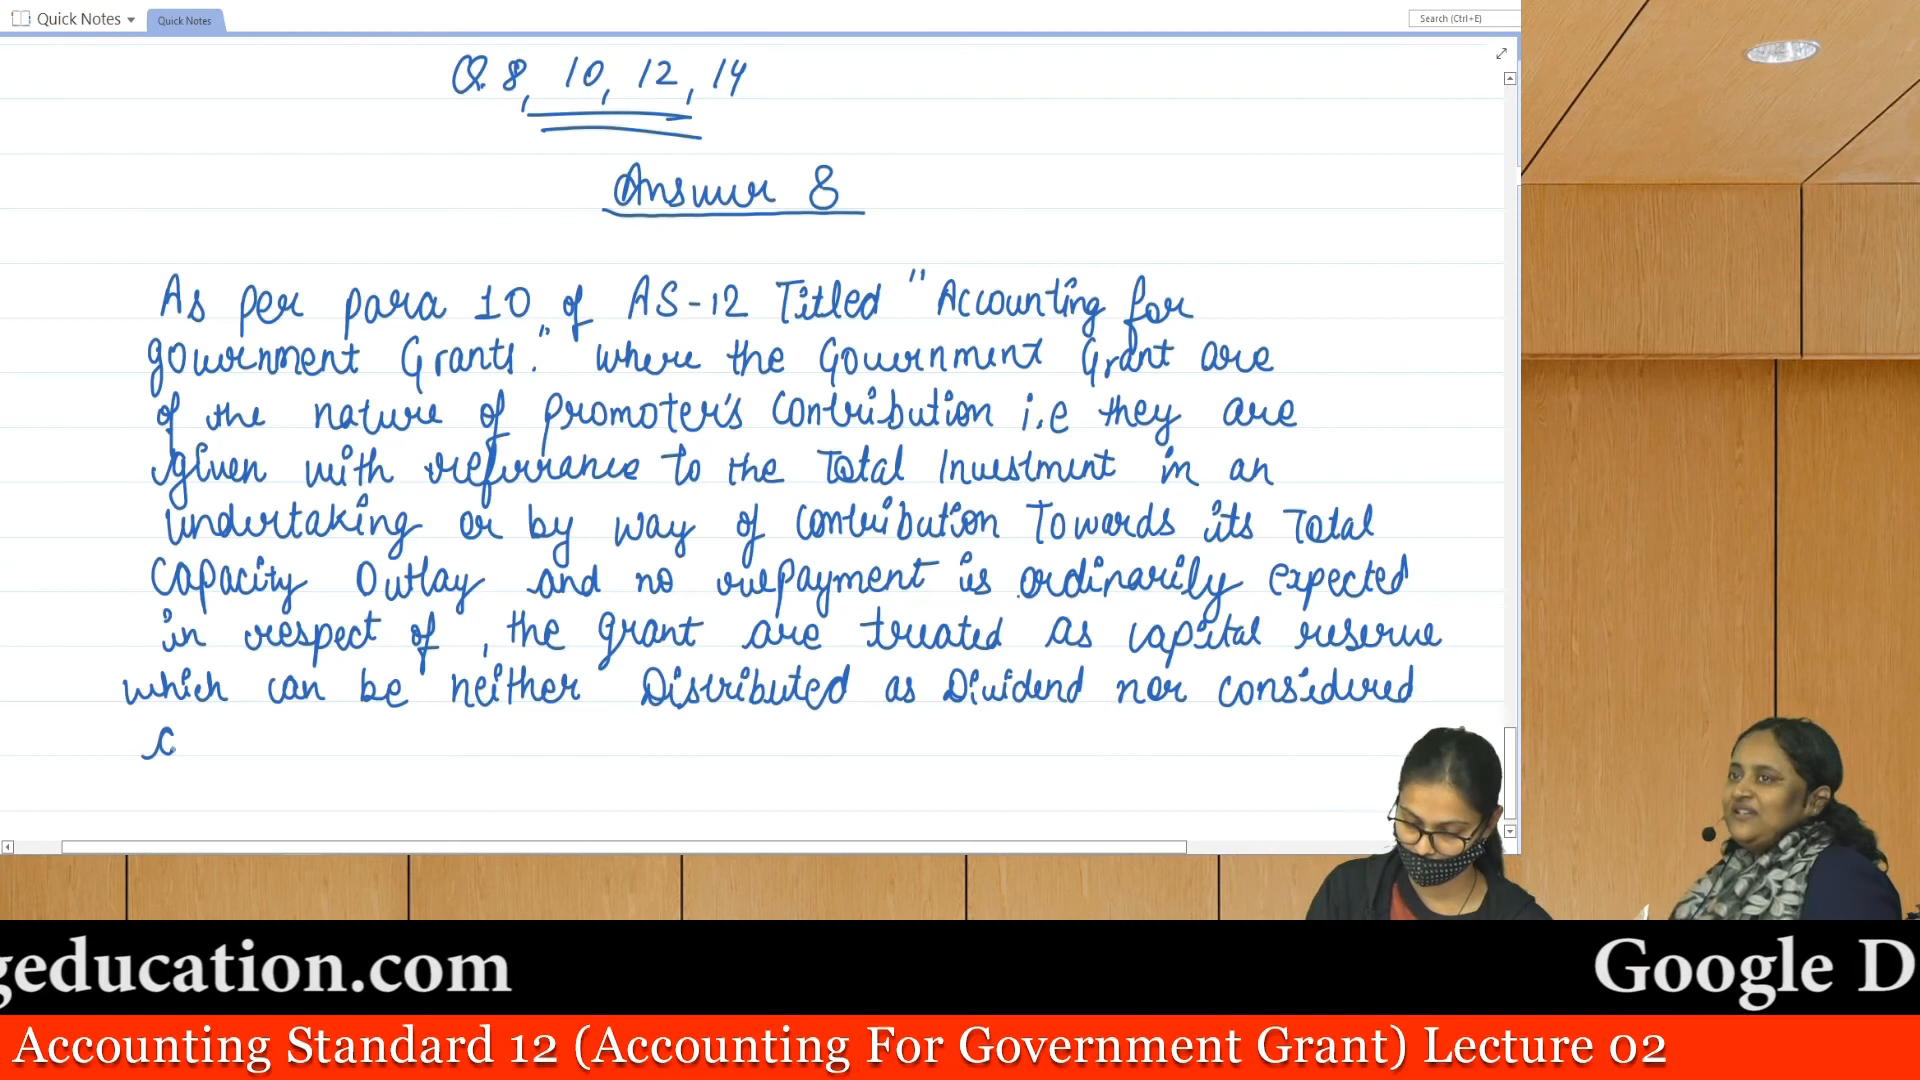 Quick Notes
Quick Notes
Search (Ctrl+E)
Q. 8, 10, 12, 14
Answer 8
As per para 10 of AS-12 Titled "Accounting for
government Grants." where the Government Grant are
of the nature of promoter's contribution i.e they are
given with referrance to the Total Investment in an
undertaking or by way of contribution Towards its Total
Capacity Outlay and no repayment is ordinarily expected
in respect of, the grant are treated as capital reserve
which can be neither Distributed as Dividend nor considered
geducation.com
Google D
Accounting Standard 12 (Accounting For Government Grant) Lecture 02